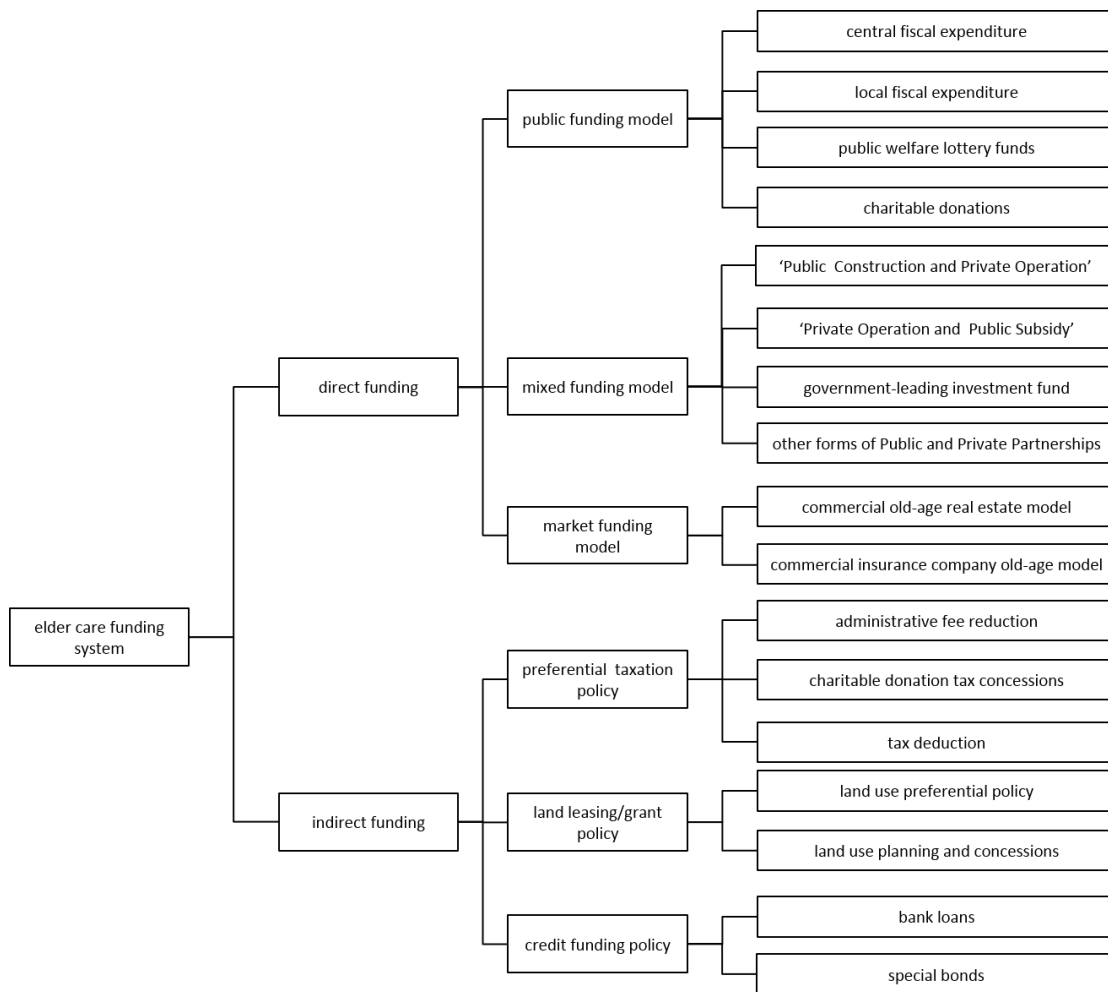 central fiscal expenditure
local fiscal expenditure
public funding model
public welfare lottery funds
charitable donations
‘Public  Construction and Private Operation’
‘Private Operation and  Public Subsidy’
direct funding
mixed funding model
government-leading investment fund
other forms of Public and Private Partnerships
commercial old-age real estate model
market funding
model
commercial insurance company old-age model
elder care funding
system
administrative fee reduction
preferential  taxation
policy
charitable donation tax concessions
tax deduction
land use preferential policy
indirect funding
land leasing/grant
policy
land use planning and concessions
bank loans
credit funding policy
special bonds